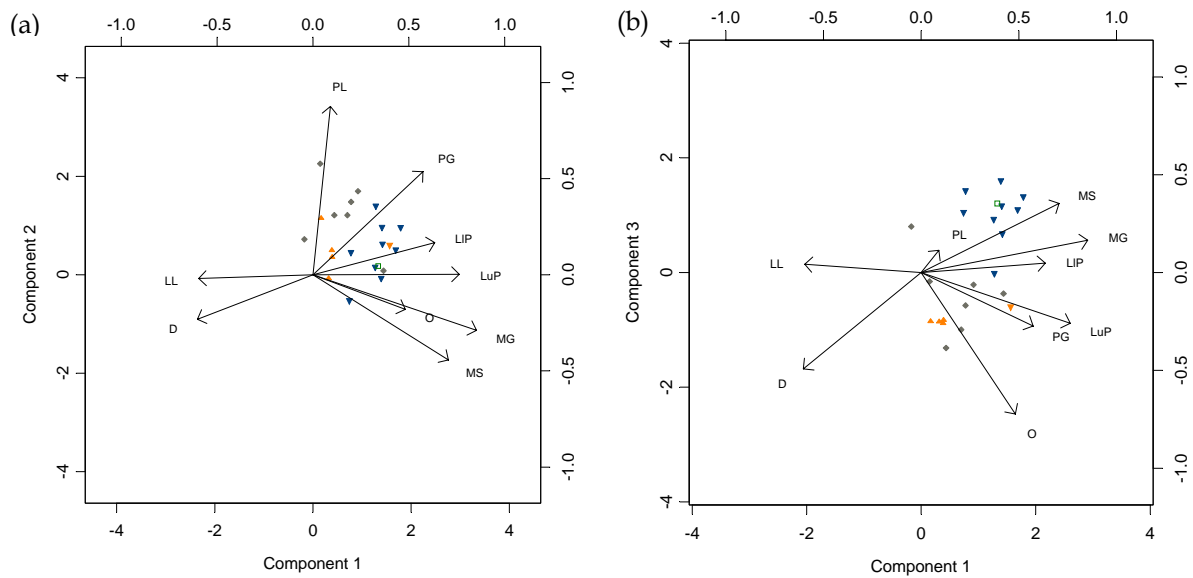 (a)
-1.0 -0.5 0.0 0.5 1.0
4
2
0
-2
-4
Component 2
PL
PG
LlP
LuP
LL
D
O
MG
MS
1.0
0.5
0.0
-0.5
-1.0
-4 -2 0 2 4
Component 1
(b)
-1.0 -0.5 0.0 0.5 1.0
4
2
0
-2
-4
Component 3
MS
PL
MG
LlP
LL
PG
LuP
D
O
1.0
0.5
0.0
-0.5
-1.0
-4 -2 0 2 4
Component 1